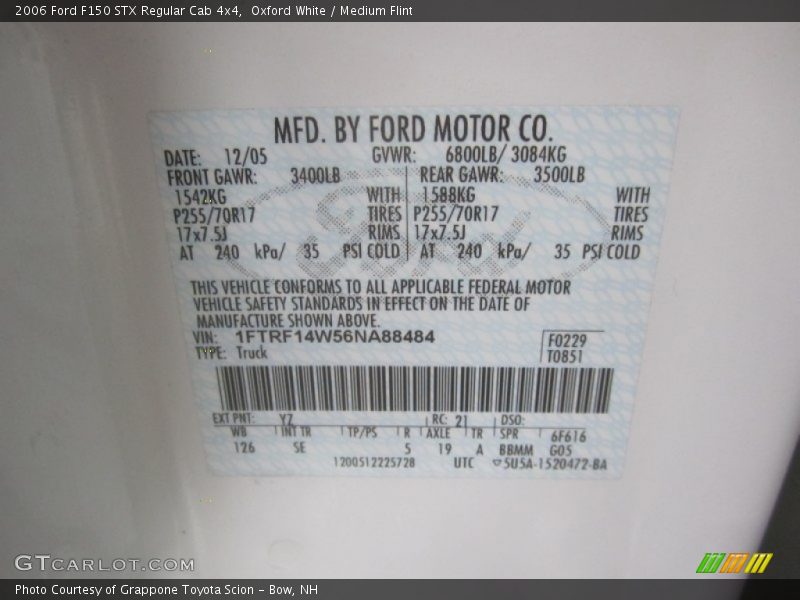 2006 Ford F150 STX Regular Cab 4x4,  Oxford White / Medium Flint
MFD. BY FORD MOTOR CO.
DATE: 12/05 GVWR: 6800LB/ 3084KG
FRONT GAWR: 3400LB REAR GAWR: 3500LB
1542KG WITH 1588KG WITH
P255/70R17 TIRES P255/70R17 TIRES
17x7.5J RIMS 17x7.5J RIMS
AT 240 kPa/ 35 PSI COLD AT 240 kPa/ 35 PSI COLD
THIS VEHICLE CONFORMS TO ALL APPLICABLE FEDERAL MOTOR
VEHICLE SAFETY STANDARDS IN EFFECT ON THE DATE OF
MANUFACTURE SHOWN ABOVE.
VIN: 1FTRF14W56NA88484 F0229
TYPE: Truck T0851
EXT PNT: YZ RC: 21 DSO:
WB INT TR TP/PS R AXLE TR SPR 6F616
126 SE 5 19 A BBMM G05
1200512225728 UTC ▽5U5A-1520472-BA
Ford
GTCARLOT.COM
Photo Courtesy of Grappone Toyota Scion – Bow, NH